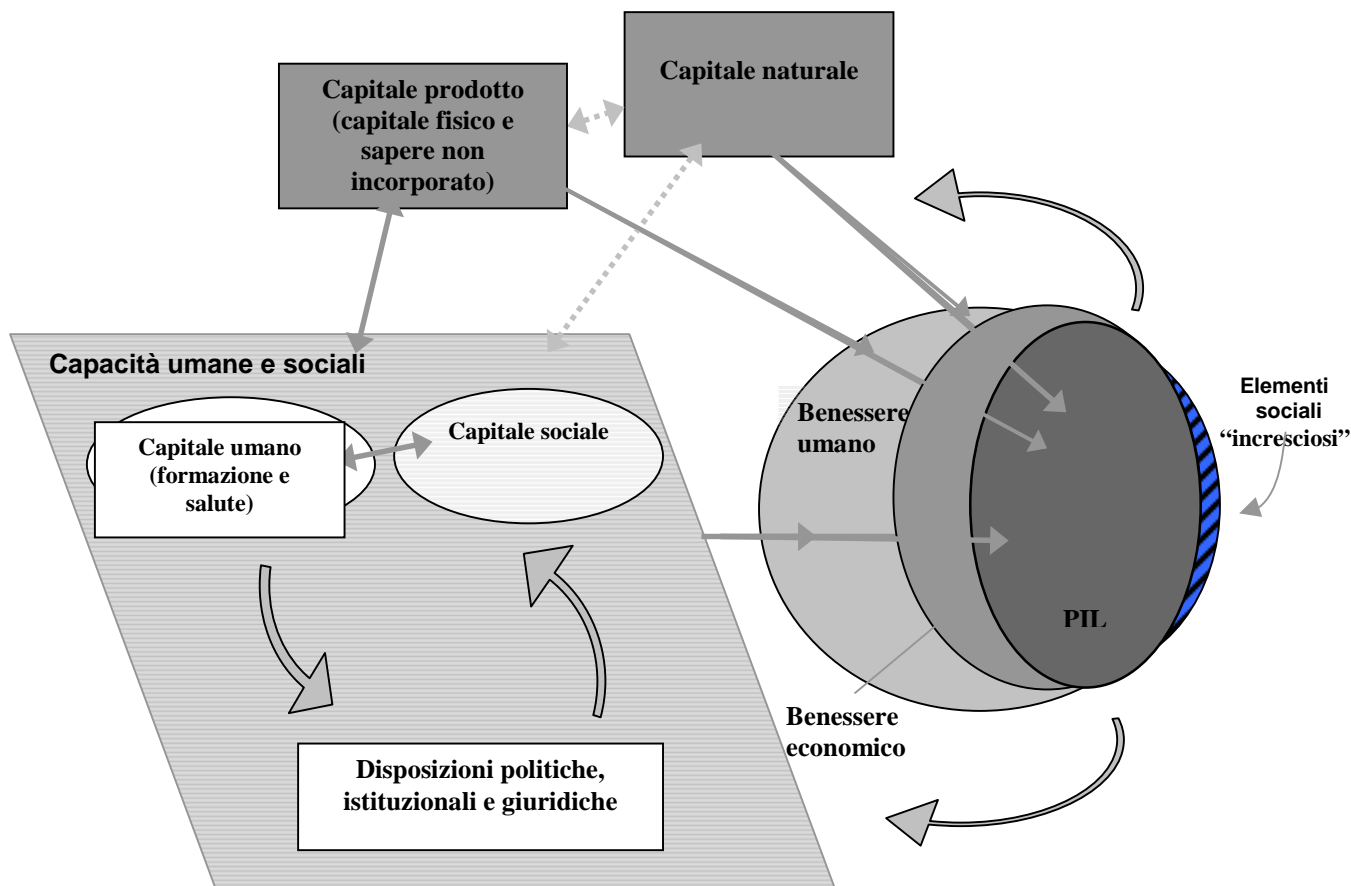 Capitale naturale
Capitale prodotto
(capitale fisico e
sapere non
incorporato)
Capacità umane e sociali
Capitale umano
(formazione e
salute)
Capitale sociale
Disposizioni politiche,
istituzionali e giuridiche
Benessere
umano
Benessere
economico
PIL
Elementi
sociali
“incresciosi”